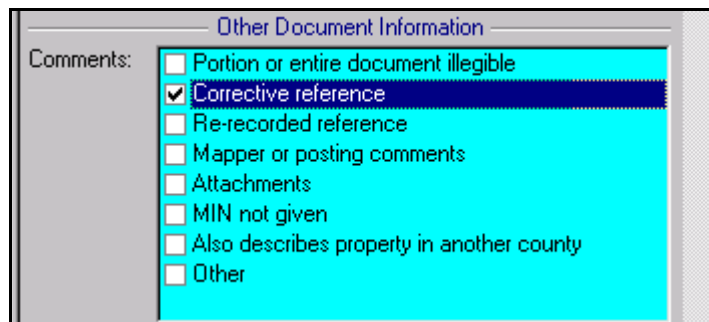 Other Document Information
Comments:
Portion or entire document illegible
Corrective reference
Re-recorded reference
Mapper or posting comments
Attachments
MIN not given
Also describes property in another county
Other